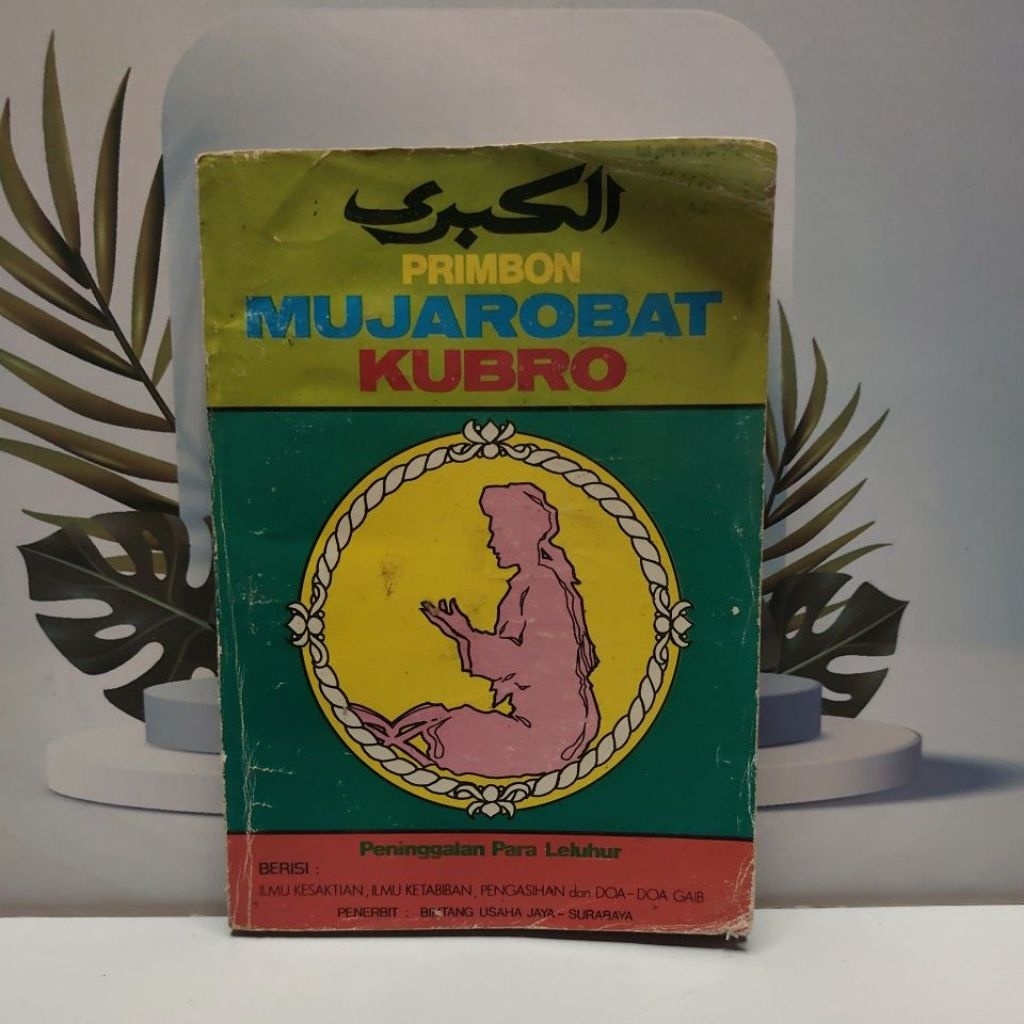 الكبرى
PRIMBON
MUJAROBAT
KUBRO
Peninggalan Para Leluhur
BERISI :
ILMU KESAKTIAN, ILMU KETABIBAN, PENGASIHAN dan DOA-DOA GAIB
PENERBIT : BINTANG USAHA JAYA - SURABAYA